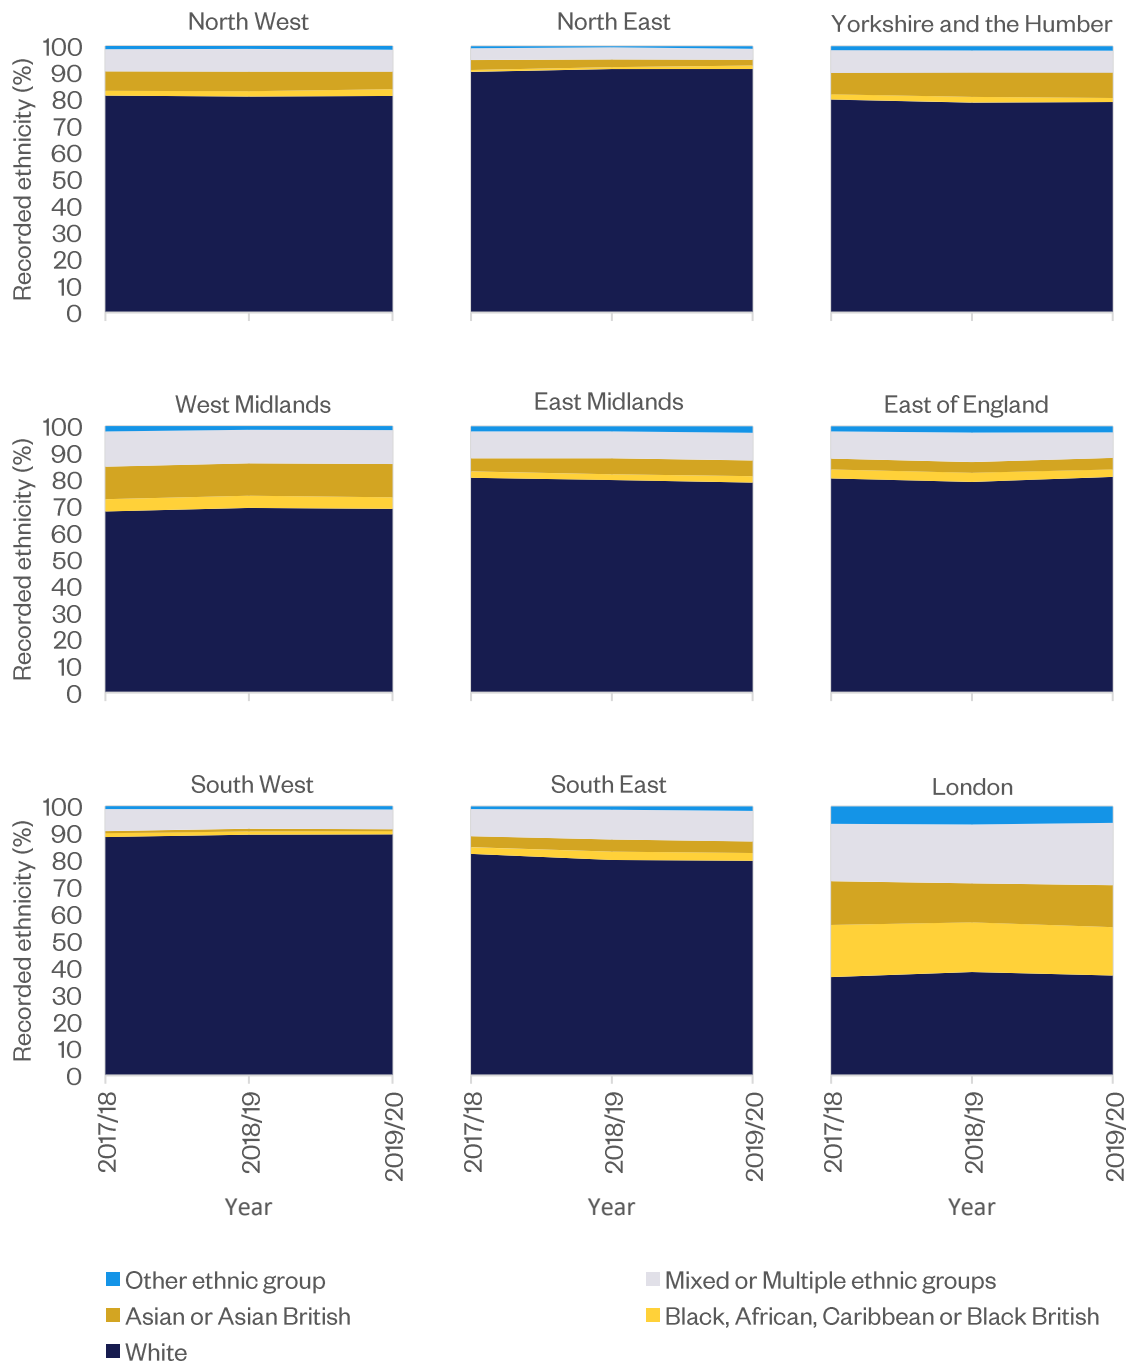 North West
North East
Yorkshire and the Humber
Recorded ethnicity (%)
100
90
80
70
60
50
40
30
20
10
0
West Midlands
East Midlands
East of England
Recorded ethnicity (%)
100
90
80
70
60
50
40
30
20
10
0
South West
South East
London
Recorded ethnicity (%)
100
90
80
70
60
50
40
30
20
10
0
2017/18
2018/19
2019/20
2017/18
2018/19
2019/20
2017/18
2018/19
2019/20
Year
Year
Year
Other ethnic group
Mixed or Multiple ethnic groups
Asian or Asian British
Black, African, Caribbean or Black British
White